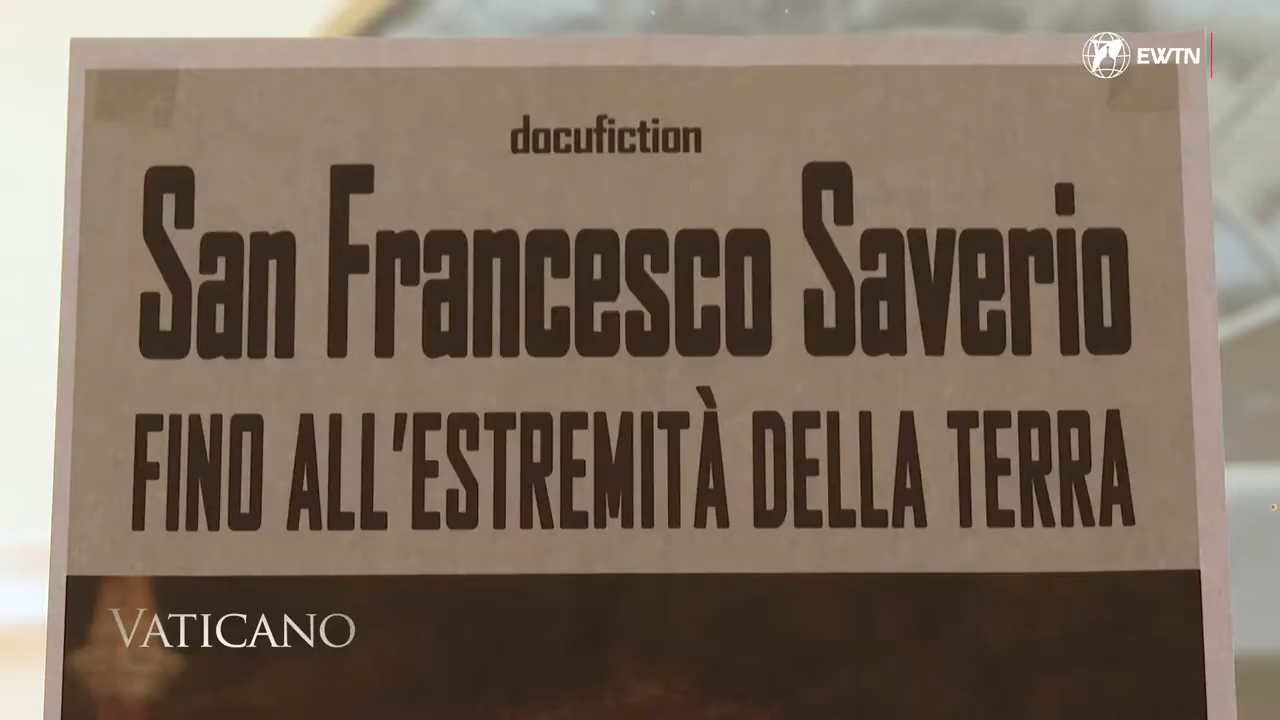 EWTN
docufiction
San Francesco Saverio
FINO ALL'ESTREMITÀ DELLA TERRA
VATICANO